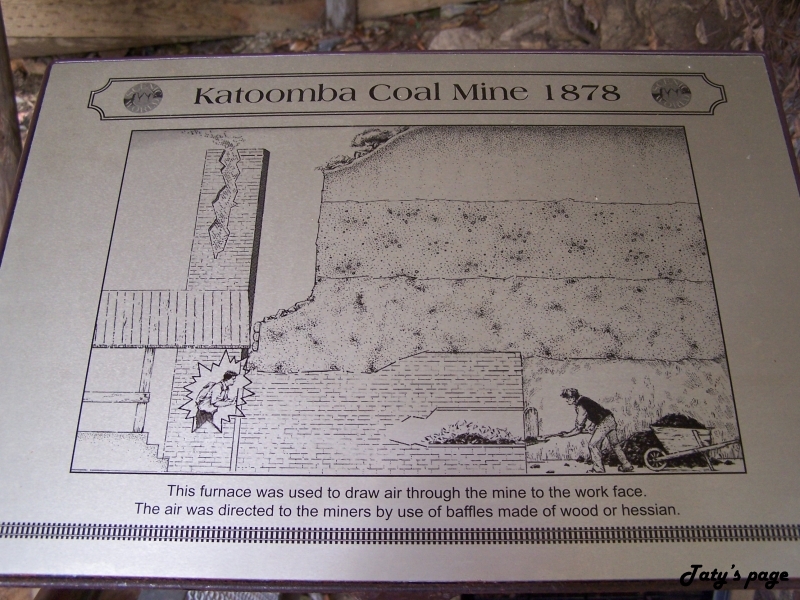 Katoomba Coal Mine 1878
This furnace was used to draw air through the mine to the work face.
The air was directed to the miners by use of baffles made of wood or hessian.
Taty's page